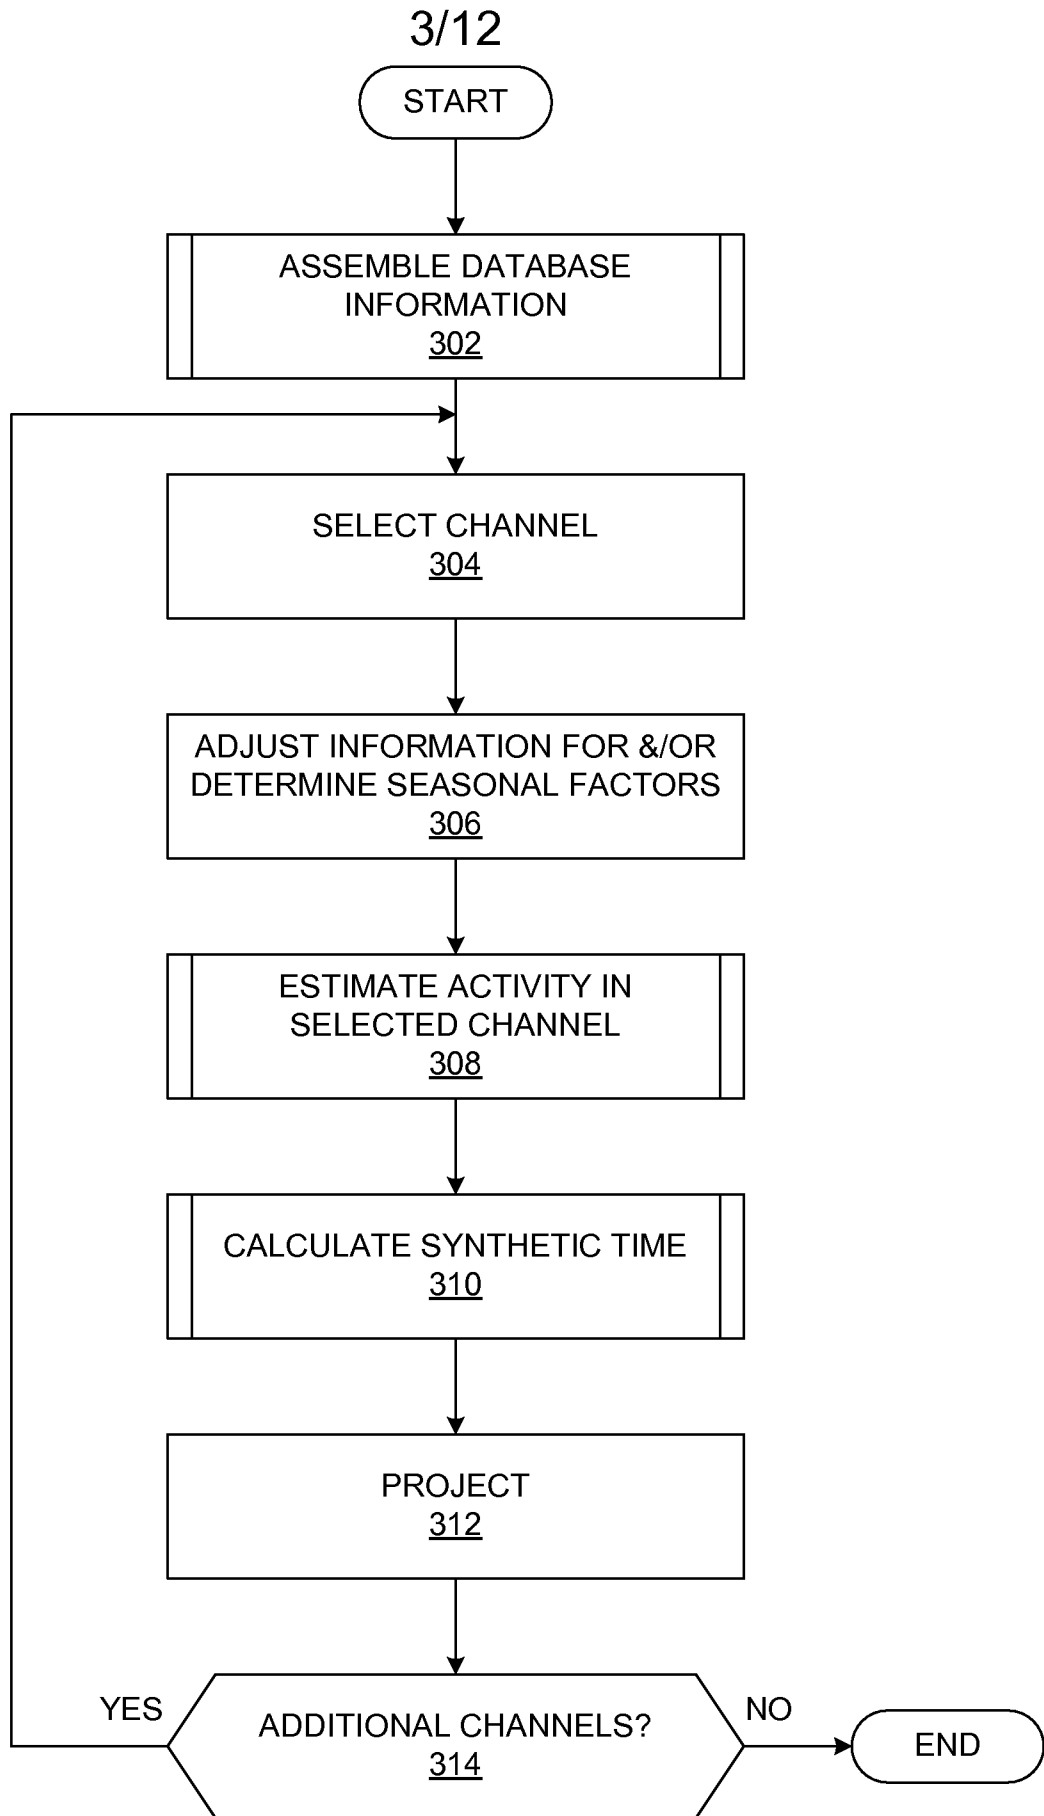 3/12
START
ASSEMBLE DATABASE
INFORMATION
302
SELECT CHANNEL
304
ADJUST INFORMATION FOR &/OR
DETERMINE SEASONAL FACTORS
306
ESTIMATE ACTIVITY IN
SELECTED CHANNEL
308
CALCULATE SYNTHETIC TIME
310
PROJECT
312
YES
ADDITIONAL CHANNELS?
314
NO
END